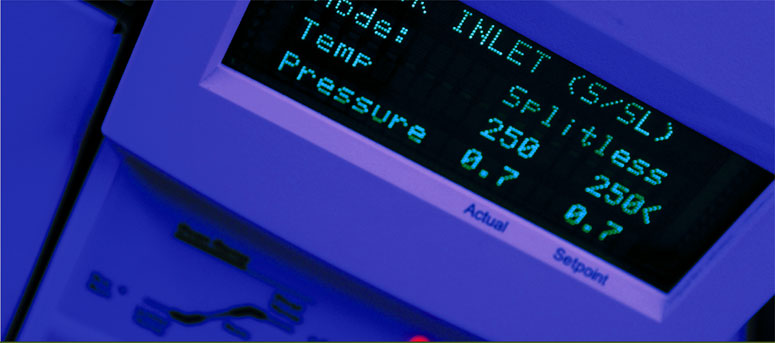 INLET (S/SL)
Mode: Splitless
Temp 250 250<
Pressure 0.7 0.7
Actual Setpoint